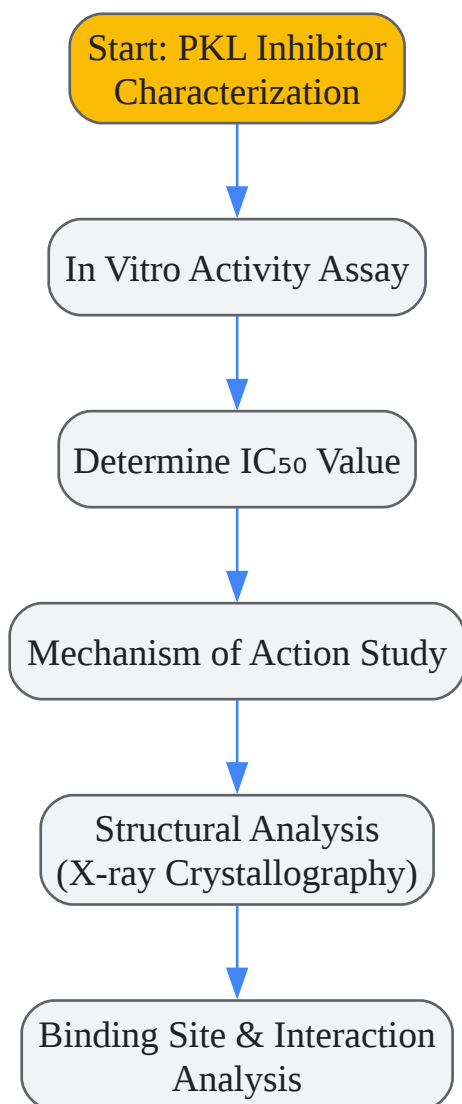 Start: PKL Inhibitor
Characterization
In Vitro Activity Assay
Determine IC₅₀ Value
Mechanism of Action Study
Structural Analysis
(X-ray Crystallography)
Binding Site & Interaction
Analysis